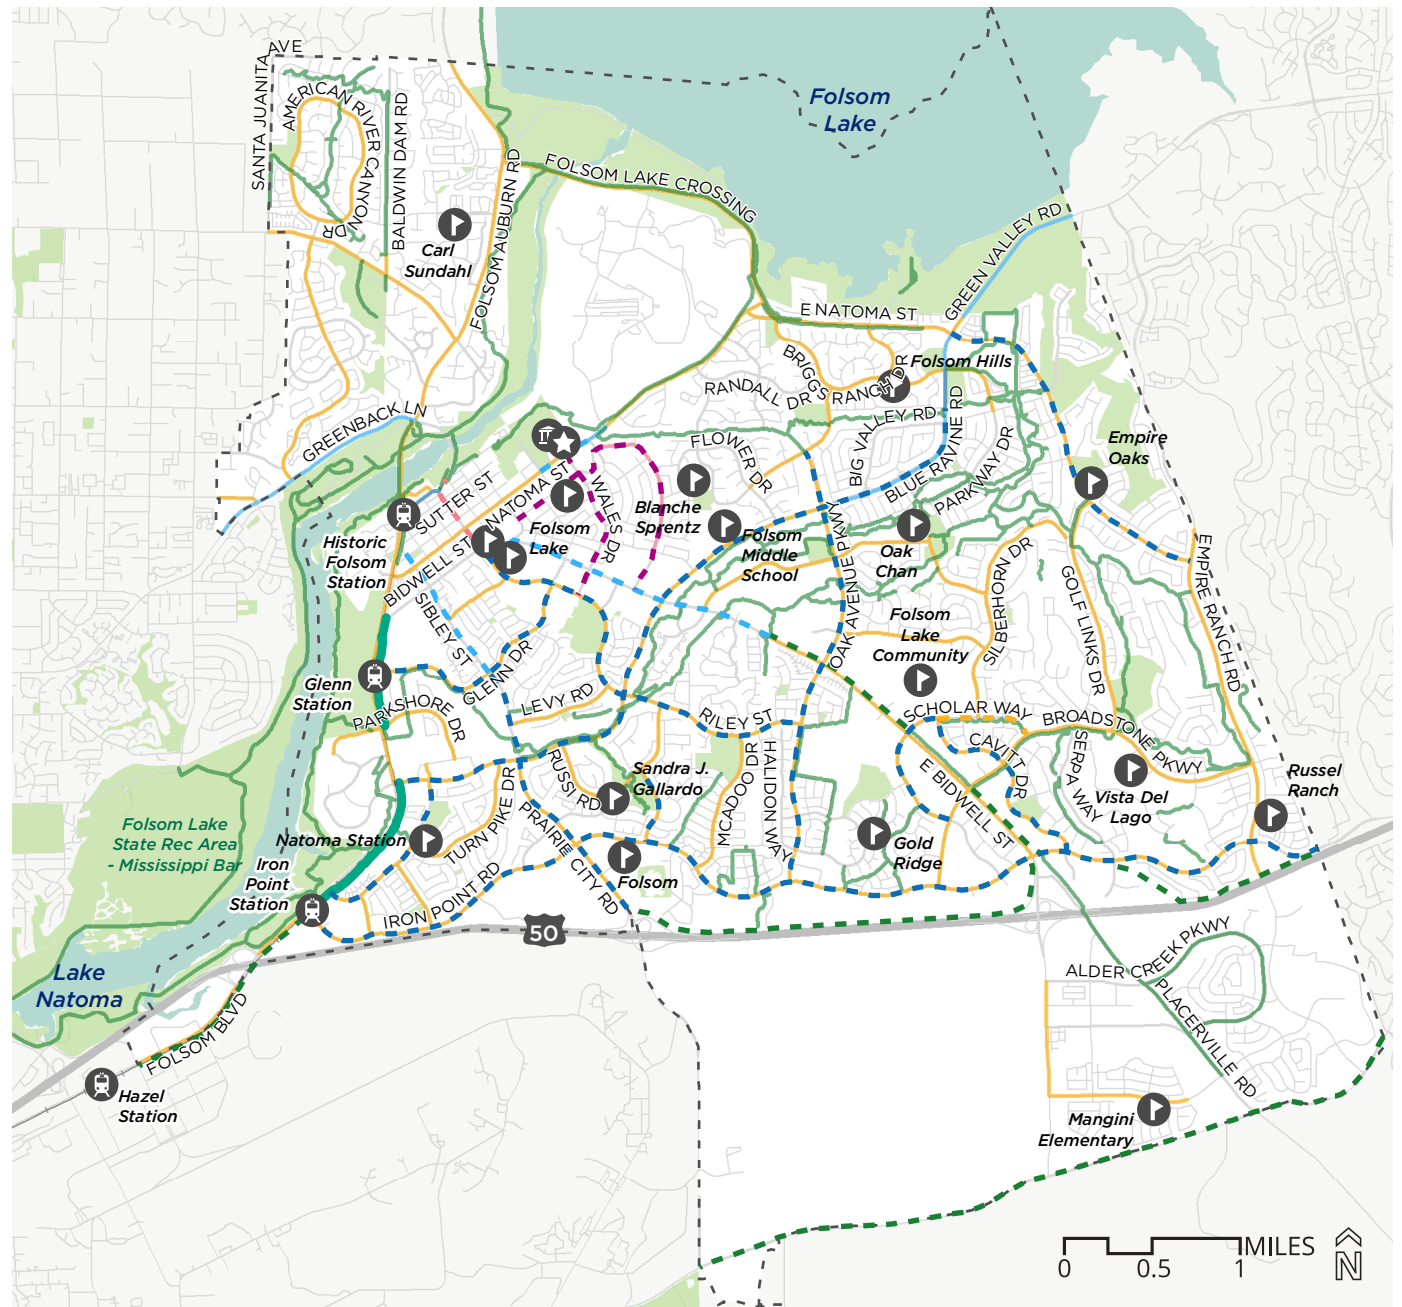 AVE
SANTA JUANITA
AMERICAN RIVER CANYON
DR
BALDWIN DAM RD
FOLSOM AUBURN RD
FOLSOM LAKE CROSSING
Folsom
Lake
GREEN VALLEY RD
Carl
Sundahl
E NATOMA ST
BRIGGS RANCH DR
Folsom Hills
RANDALL DR
BIG VALLEY RD
BLUE RAVINE RD
PARKWAY DR
GREENBACK LN
FLOWER DR
Empire
Oaks
SUTTER ST
NATOMA ST
WALES DR
Folsom
Lake
Blanche
Sprentz
Folsom
Middle
School
Oak
Chan
Historic
Folsom
Station
BIDWELL ST
SIBLEY ST
OAK AVENUE PKWY
SILBERHORN DR
GOLF LINKS DR
EMPIRE RANCH RD
Folsom
Lake
Community
Glenn
Station
GLENN DR
PARKSHORE DR
LEVY RD
RILEY ST
SCHOLAR WAY
BROADSTONE PKWY
CAVITT DR
SERPA WAY
E BIDWELL ST
Vista Del
Lago
Russel
Ranch
RUSSI RD
Sandra J.
Gallardo
MCADOO DR
HALIDON WAY
Gold
Ridge
TURN PIKE DR
PRAIRIE CITY RD
Natoma Station
Folsom
Folsom Lake
State Rec Area
- Mississippi Bar
Iron
Point
Station
IRON POINT RD
50
Lake
Natoma
FOLSOM BLVD
Hazel
Station
ALDER CREEK PKWY
PLACERVILLE RD
Mangini
Elementary
MILES
0 0.5 1
N